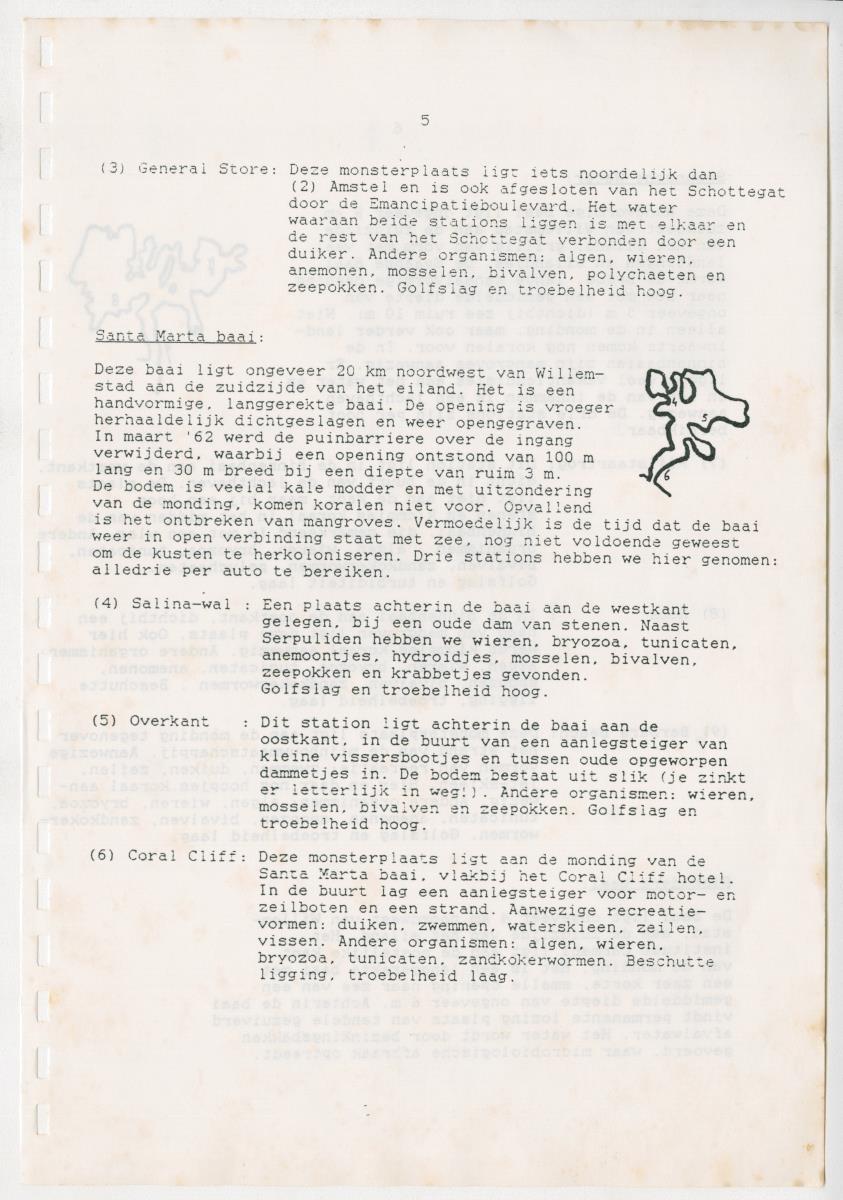 5
(3) General Store: Deze monsterplaats ligt iets noordelijk dan
(2) Amstel en is ook afgesloten van het Schottegat
door de Emancipatieboulevard. Het water
waaraan beide stations liggen is met elkaar en
de rest van het Schottegat verbonden door een
duiker. Andere organismen: algen, wieren,
anemonen, mosselen, bivalven, polychaeten en
zeepokken. Golfslag en troebelheid hoog.
Santa Marta baai:
Deze baai ligt ongeveer 20 km noordwest van Willem-
stad aan de zuidzijde van het eiland. Het is een
handvormige, langgerekte baai. De opening is vroeger
herhaaldelijk dichtgeslagen en weer opengegraven.
In maart '62 werd de puinbarriere over de ingang
verwijderd, waarbij een opening ontstond van 100 m
lang en 30 m breed bij een diepte van ruim 3 m.
De bodem is veelal kale modder en met uitzondering
van de monding, komen koralen niet voor. Opvallend
is het ontbreken van mangroves. Vermoedelijk is de tijd dat de baai
weer in open verbinding staat met zee, nog niet voldoende geweest
om de kusten te herkoloniseren. Drie stations hebben we hier genomen:
alledrie per auto te bereiken.
4
5
6
(4) Salina-wal : Een plaats achterin de baai aan de westkant
gelegen, bij een oude dam van stenen. Naast
Serpuliden hebben we wieren, bryozoa, tunicaten,
anemoontjes, hydroidjes, mosselen, bivalven,
zeepokken en krabbetjes gevonden.
Golfslag en troebelheid hoog.
(5) Overkant : Dit station ligt achterin de baai aan de
oostkant, in de buurt van een aanlegsteiger van
kleine vissersbootjes en tussen oude opgeworpen
dammetjes in. De bodem bestaat uit slik (je zinkt
er letterlijk in weg!). Andere organismen: wieren,
mosselen, bivalven en zeepokken. Golfslag en
troebelheid hoog.
(6) Coral Cliff: Deze monsterplaats ligt aan de monding van de
Santa Marta baai, vlakbij het Coral Cliff hotel.
In de buurt lag een aanlegsteiger voor motor- en
zeilboten en een strand. Aanwezige recreatie-
vormen: duiken, zwemmen, waterskieen, zeilen,
vissen. Andere organismen: algen, wieren,
bryozoa, tunicaten, zandkokerwormen. Beschutte
ligging, troebelheid laag.